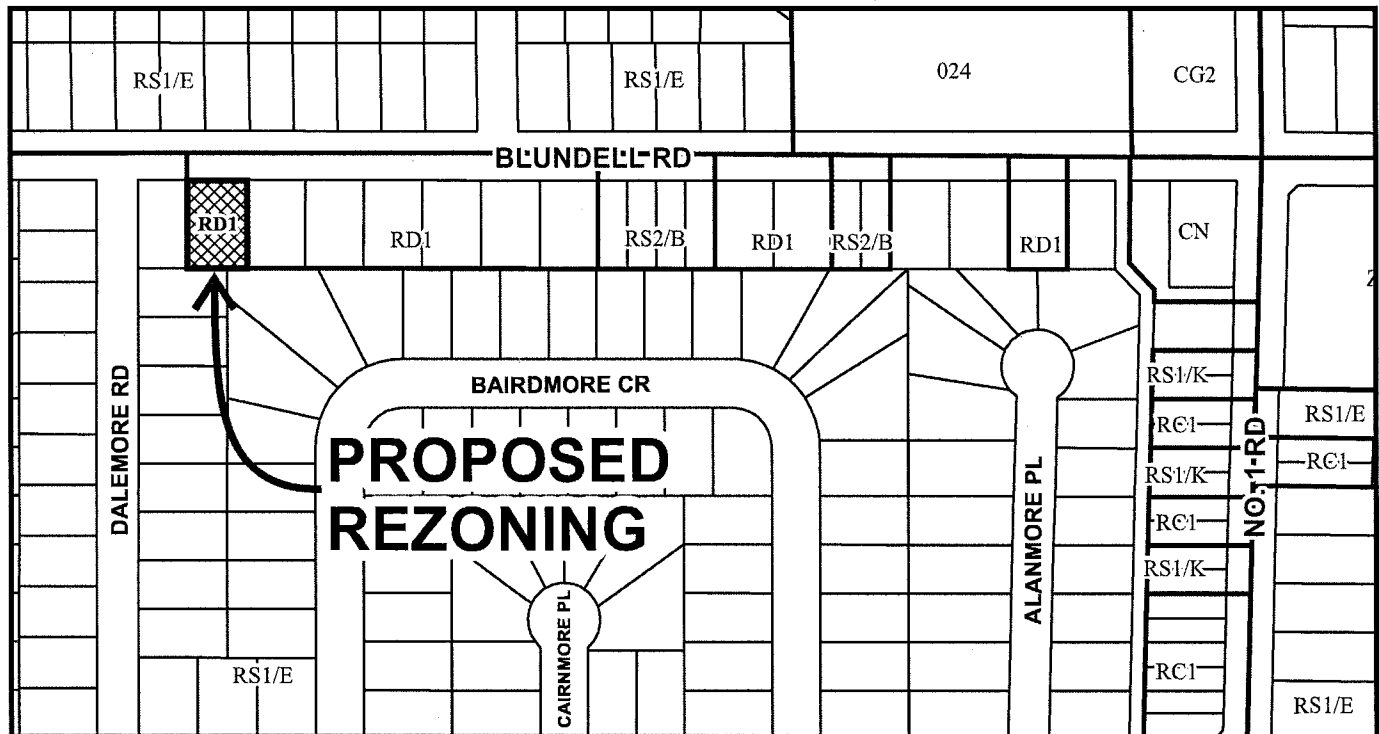 RS1/E
RS1/E
024
CG2
BLUNDELL RD
RD1
RD1
RS2/B
RD1
RS2/B
RD1
CN
Z
DALEMORE RD
BAIRDMORE CR
PROPOSED
REZONING
CAIRNMORE PL
ALANMORE PL
NO. 1 RD
RS1/K
RC1
RS1/K
RC1
RS1/K
RC1
RS1/E
RC1
RS1/E
RS1/E